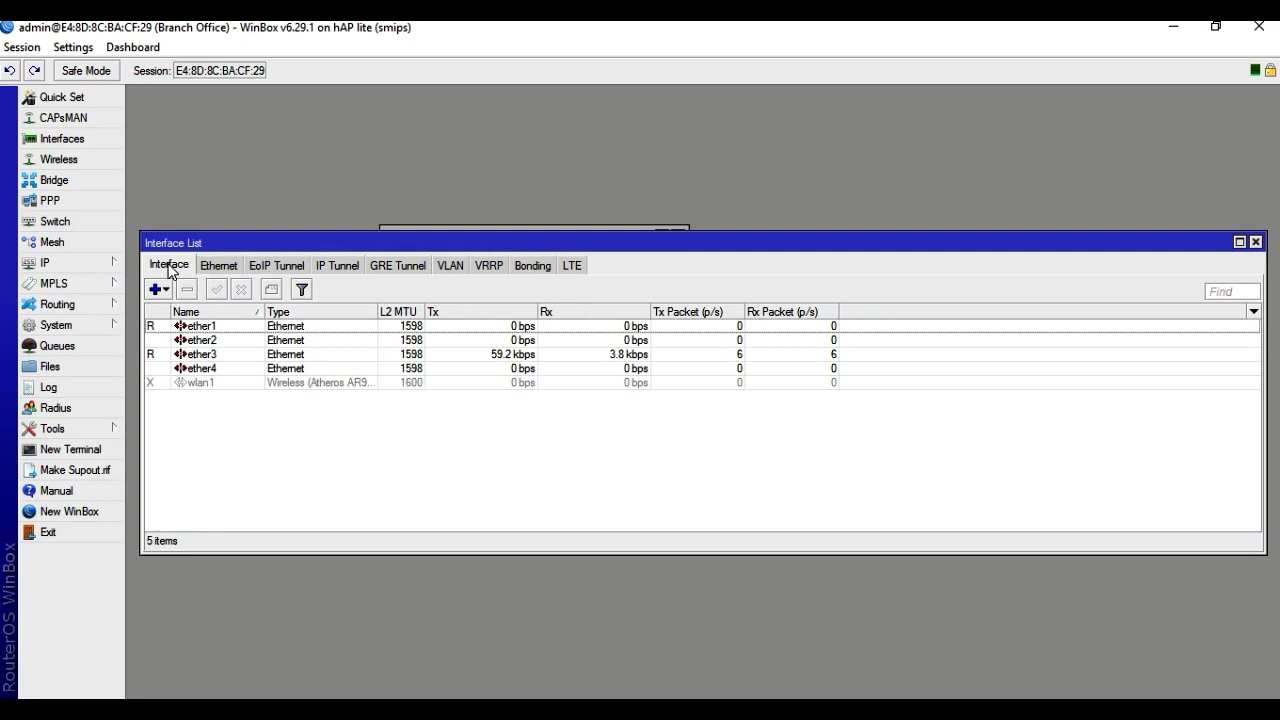 admin@E4:8D:8C:BA:CF:29 (Branch Office) - WinBox v6.29.1 on hAP lite (smips)
Session Settings Dashboard
Safe Mode Session: E4:8D:8C:BA:CF:29
Quick Set
CAPsMAN
Interfaces
Wireless
Bridge
PPP
Switch
Mesh
IP
MPLS
Routing
System
Queues
Files
Log
Radius
Tools
New Terminal
Make Supout.rif
Manual
New WinBox
Exit
RouterOS WinBox
Interface List
Interface Ethernet EoIP Tunnel IP Tunnel GRE Tunnel VLAN VRRP Bonding LTE
Find
Name / Type L2 MTU Tx Rx Tx Packet (p/s) Rx Packet (p/s)
R ether1 Ethernet 1598 0 bps 0 bps 0 0
ether2 Ethernet 1598 0 bps 0 bps 0 0
R ether3 Ethernet 1598 59.2 kbps 3.8 kbps 6 6
ether4 Ethernet 1598 0 bps 0 bps 0 0
X wlan1 Wireless (Atheros AR9... 1600 0 bps 0 bps 0 0
5 items